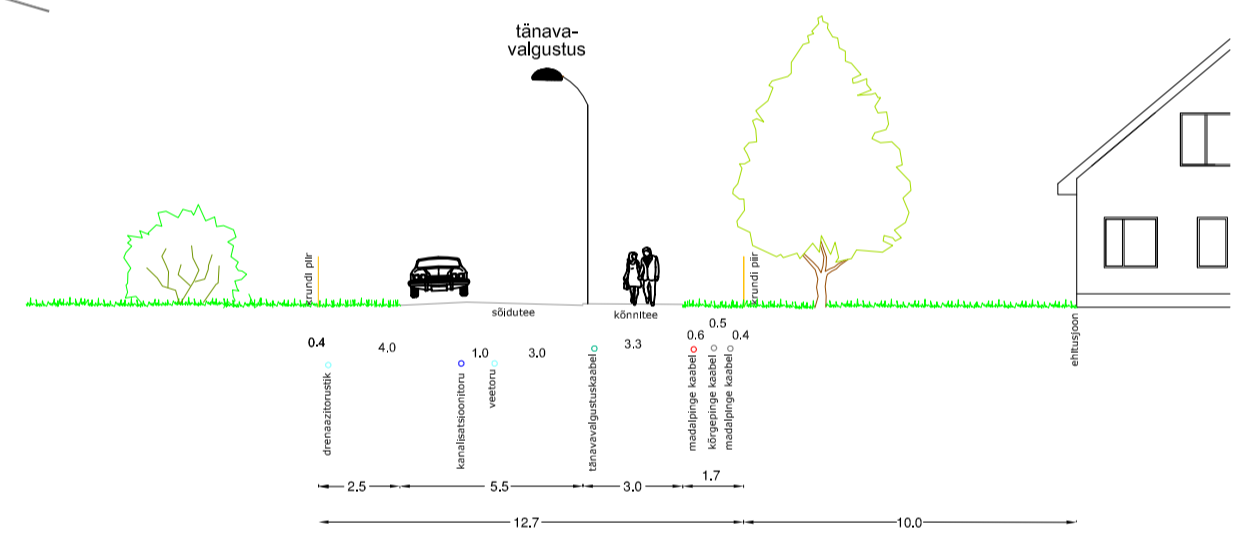 tänava-
valgustus
krundi piir
krundi piir
sõidutee
kõnnitee
ehitusjoon
0.4
4.0
1.0
3.0
3.3
0.6
0.5
0.4
drenaazitorustik
kanalisatsioonitoru
veetoru
tänavavalgustuskaabel
madalpinge kaabel
kõrgepinge kaabel
madalpinge kaabel
2.5
5.5
3.0
1.7
12.7
10.0